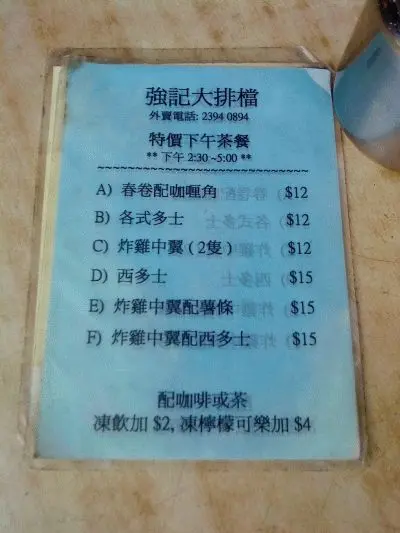 強記大排檔
外賣電話: 2394 0894
特價下午茶餐
** 下午 2:30 ~5:00 **
~~~~~~~~~~~~~~~~~~~~~~~~~~~~
A) 春卷配咖喱角 $12
B) 各式多士 $12
C) 炸雞中翼 ( 2隻 ) $12
D) 西多士 $15
E) 炸雞中翼配薯條 $15
F) 炸雞中翼配西多士 $15
配咖啡或茶
凍飲加 $2, 凍檸檬可樂加 $4